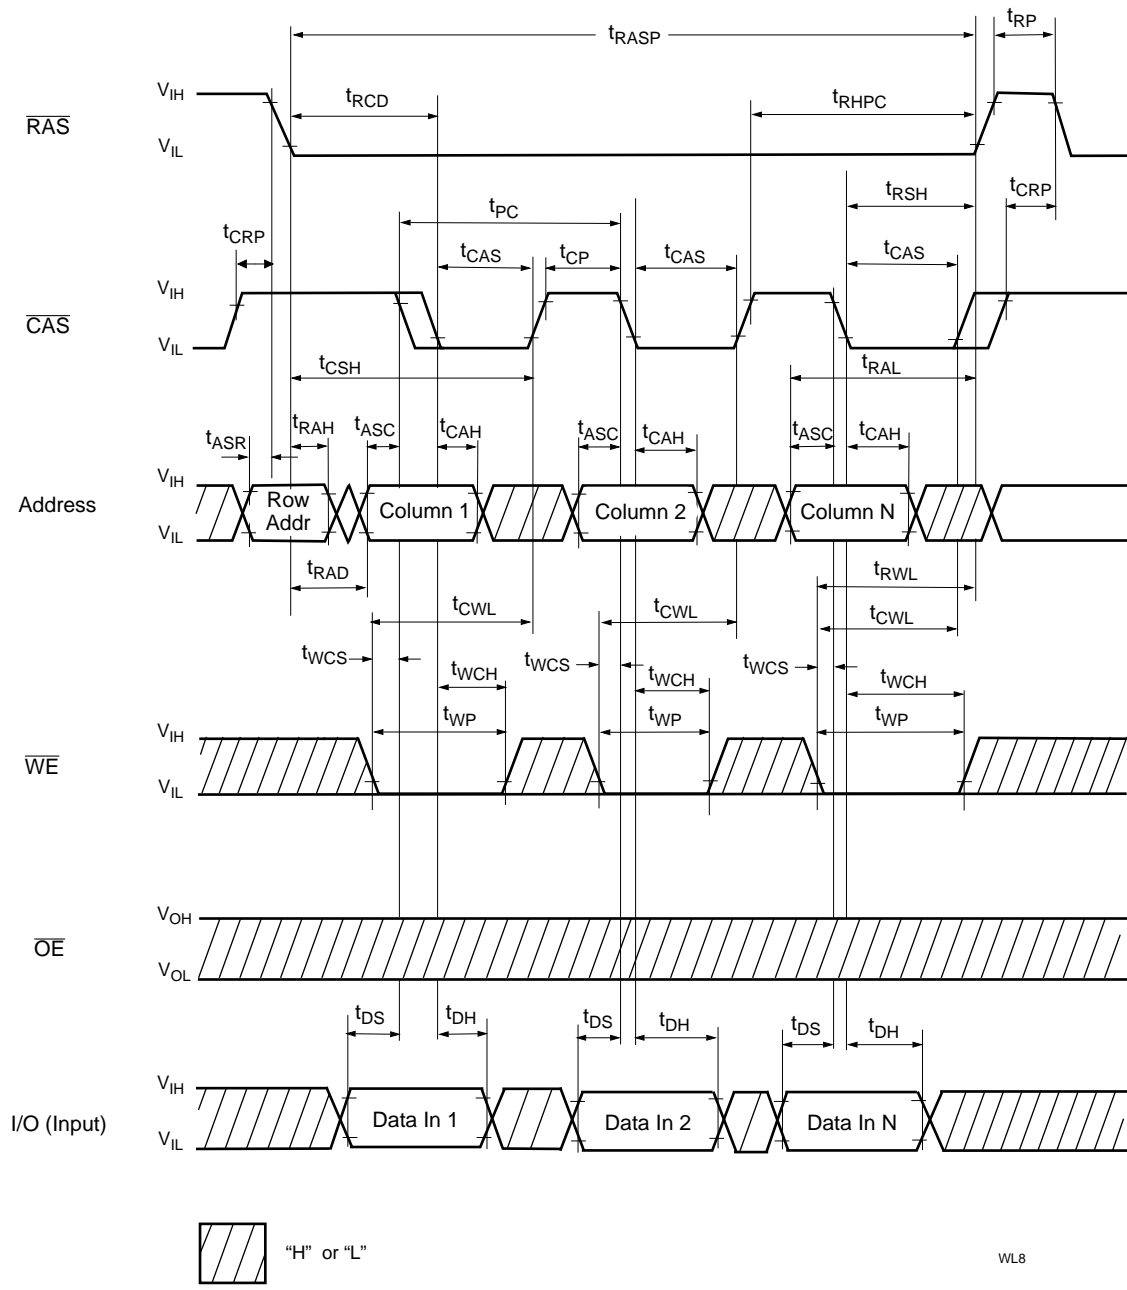 tRASP
tRP
VIH
tRCD
tRHPC
RAS
VIL
tRSH
tCRP
tPC
tCRP
tCAS
tCP
tCAS
tCAS
VIH
CAS
VIL
tCSH
tRAL
tASR
tRAH
tASC
tCAH
tASC
tCAH
tASC
tCAH
VIH
Address
Row
Addr
Column 1
Column 2
Column N
VIL
tRAD
tRWL
tCWL
tCWL
tCWL
tWCS
tWCS
tWCS
tWCH
tWCH
tWCH
tWP
tWP
tWP
VIH
WE
VIL
VOH
OE
VOL
tDS
tDH
tDS
tDH
tDS
tDH
VIH
I/O (Input)
Data In 1
Data In 2
Data In N
VIL
“H” or “L”
WL8